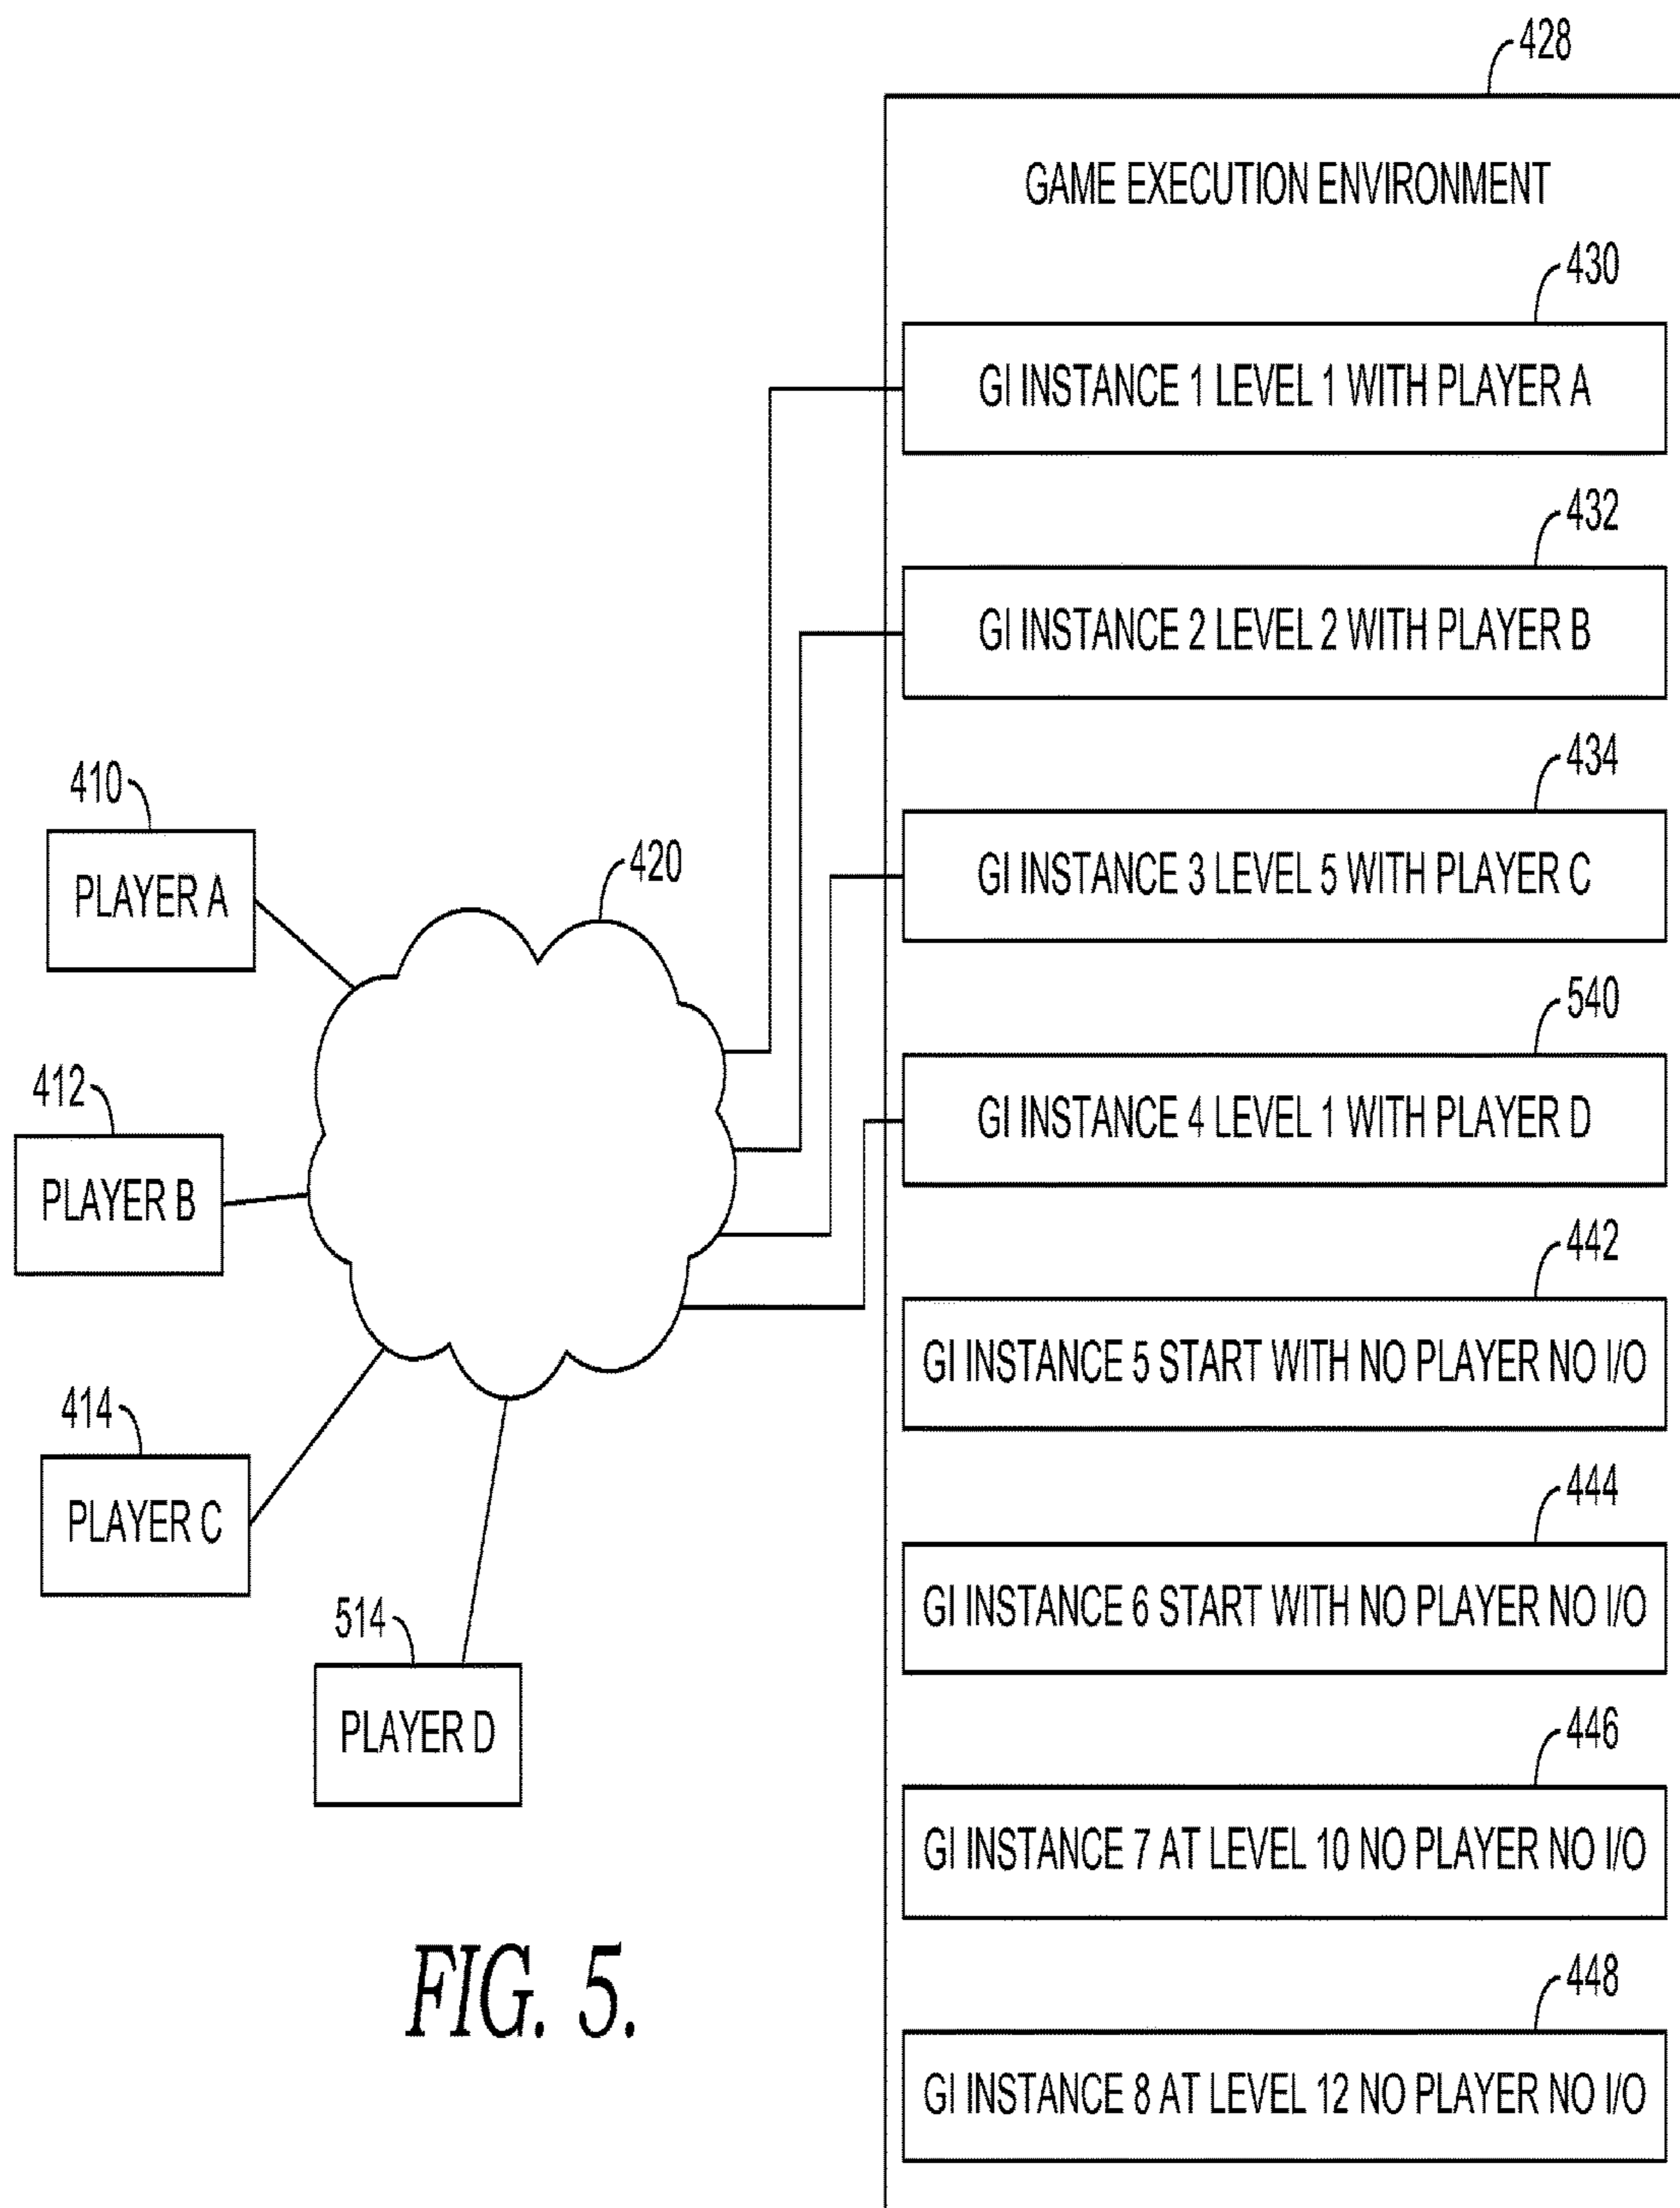 428
GAME EXECUTION ENVIRONMENT
430
GI INSTANCE 1 LEVEL 1 WITH PLAYER A
432
GI INSTANCE 2 LEVEL 2 WITH PLAYER B
434
GI INSTANCE 3 LEVEL 5 WITH PLAYER C
540
GI INSTANCE 4 LEVEL 1 WITH PLAYER D
442
GI INSTANCE 5 START WITH NO PLAYER NO I/O
444
GI INSTANCE 6 START WITH NO PLAYER NO I/O
446
GI INSTANCE 7 AT LEVEL 10 NO PLAYER NO I/O
448
GI INSTANCE 8 AT LEVEL 12 NO PLAYER NO I/O
410
PLAYER A
420
412
PLAYER B
414
PLAYER C
514
PLAYER D
FIG. 5.